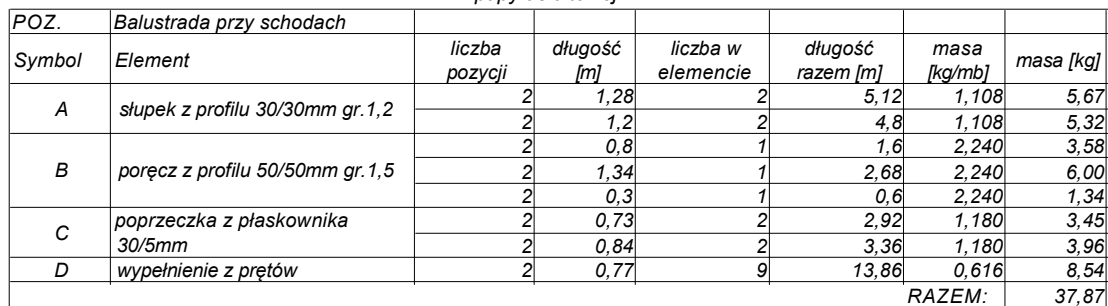 POZ. Balustrada przy schodach
Symbol Element liczba pozycji długość [m] liczba w elemencie długość razem [m] masa [kg/mb] masa [kg]
A słupek z profilu 30/30mm gr.1,2 2 1,28 2 5,12 1,108 5,67
2 1,2 2 4,8 1,108 5,32
B poręcz z profilu 50/50mm gr.1,5 2 0,8 1 1,6 2,240 3,58
2 1,34 1 2,68 2,240 6,00
2 0,3 1 0,6 2,240 1,34
C poprzeczka z płaskownika 30/5mm 2 0,73 2 2,92 1,180 3,45
2 0,84 2 3,36 1,180 3,96
D wypełnienie z prętów 2 0,77 9 13,86 0,616 8,54
RAZEM: 37,87